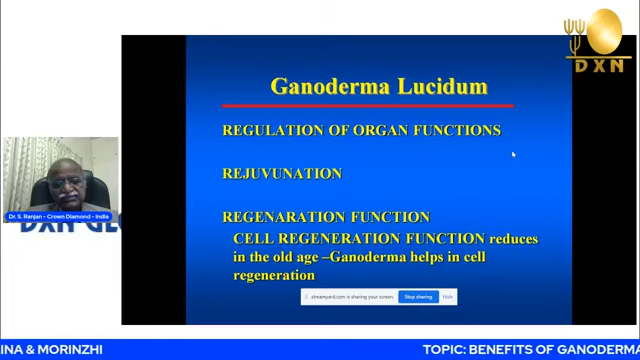 DXN
Ganoderma Lucidum
REGULATION OF ORGAN FUNCTIONS
REJUVUNATION
REGENARATION FUNCTION
CELL REGENERATION FUNCTION reduces
in the old age –Ganoderma helps in cell
regeneration
Dr. S. Ranjan - Crown Diamond - India
DXN GL
streamyard.com is sharing your screen.
Stop sharing
Hide
INA & MORINZHI
TOPIC: BENEFITS OF GANODERMA